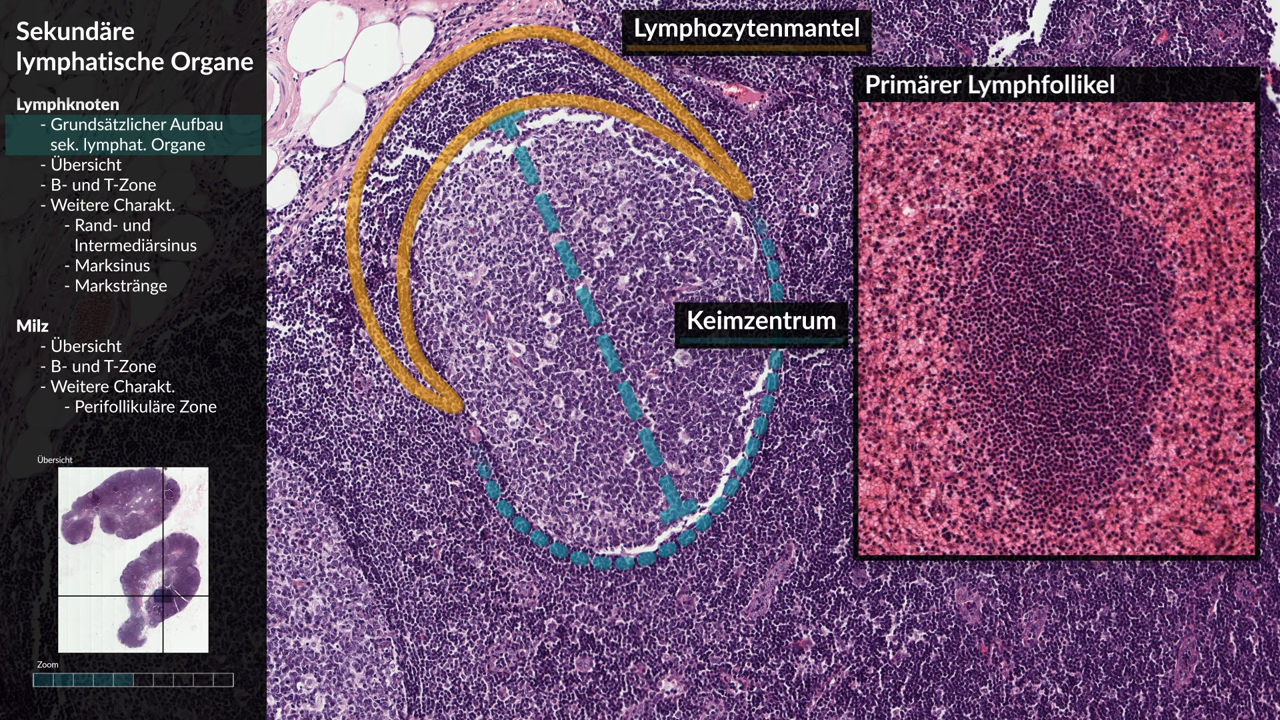 Sekundäre
lymphatische Organe
Lymphknoten
- Grundsätzlicher Aufbau
sek. lymphat. Organe
- Übersicht
- B- und T-Zone
- Weitere Charakt.
- Rand- und
Intermediärsinus
- Marksinus
- Markstränge
Milz
- Übersicht
- B- und T-Zone
- Weitere Charakt.
- Perifollikuläre Zone
Übersicht
Zoom
Lymphozytenmantel
Keimzentrum
Primärer Lymphfollikel